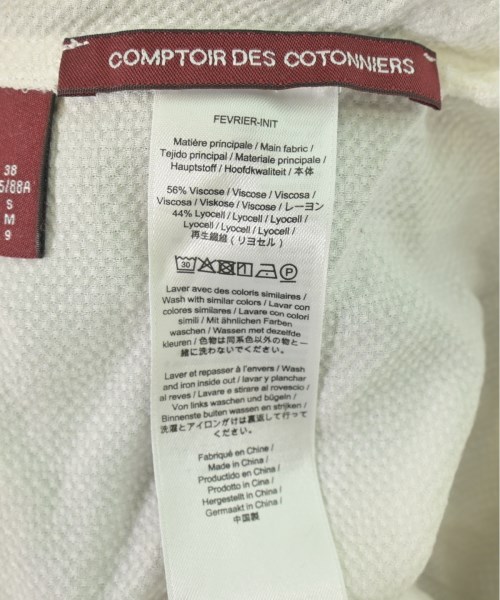 COMPTOIR DES COTONNIERS
38
5/88A
S
M
9
FEVRIER-INIT
Matière principale / Main fabric /
Tejido principal / Materiale principale /
Hauptstoff / Hoofdkwaliteit / 本体
56% Viscose / Viscose / Viscosa /
Viscosa / Viskose / Viscose / レーヨン
44% Lyocell / Lyocell / Lyocell /
Lyocell / Lyocell / Lyocell /
再生繊維 (リヨセル)
30
P
Laver avec des coloris similaires /
Wash with similar colors / Lavar con
colores similares / Lavare con colori
simili / Mit ähnlichen Farben
waschen / Wassen met dezelfde
kleuren / 色物は同系色以外の物と一
緒に洗わないでください。
Laver et repasser à l'envers / Wash
and iron inside out / lavar y planchar
al reves / Lavare e stirare al rovescio /
Von links waschen und bügeln /
Binnenste buiten wassen en strijken /
洗濯とアイロンがけは裏返して行って
ください。
Fabriqué en Chine /
Made in China /
Producido en China /
Prodotto in Cina /
Hergestellt in China /
Germaakt in China /
中国製